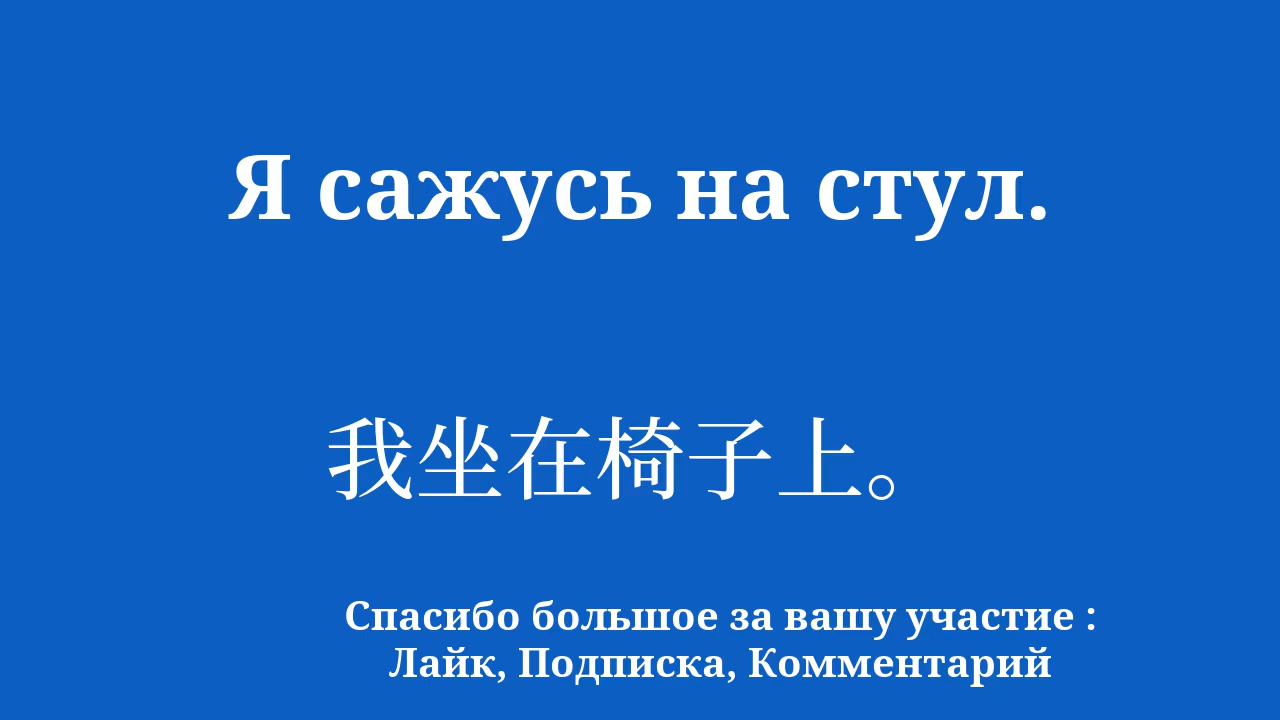 Я сажусь на стул.
我坐在椅子上。
Спасибо большое за вашу участие :
Лайк, Подписка, Комментарий